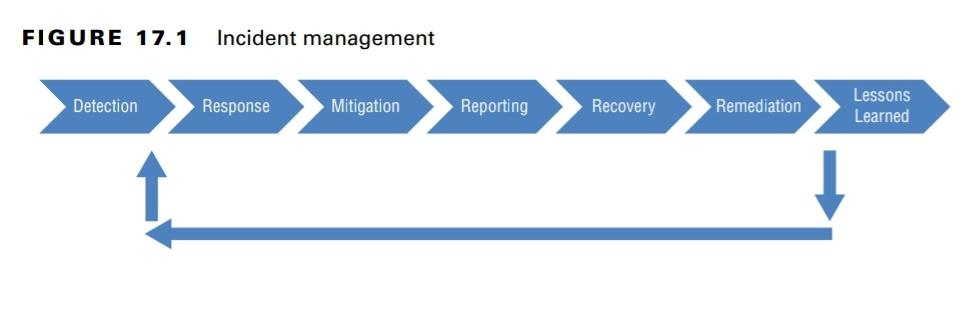 FIGURE 17.1 Incident management
Detection
Response
Mitigation
Reporting
Recovery
Remediation
Lessons
Learned